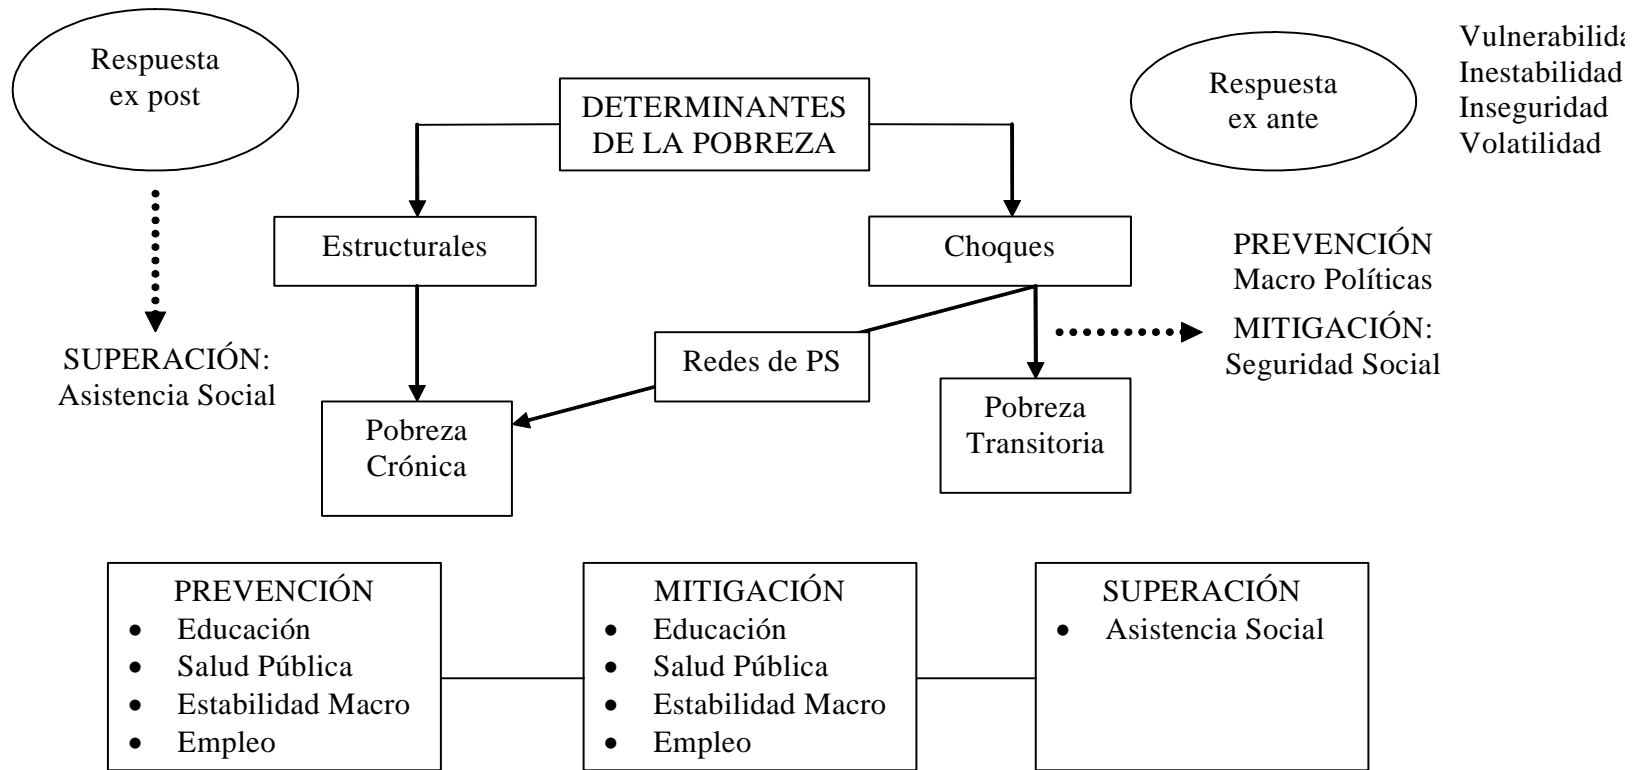 Respuesta
ex post
DETERMINANTES
DE LA POBREZA
Respuesta
ex ante
Vulnerabilida
Inestabilidad
Inseguridad
Volatilidad
Estructurales
Choques
PREVENCIÓN
Macro Políticas
MITIGACIÓN:
Seguridad Social
SUPERACIÓN:
Asistencia Social
Redes de PS
Pobreza
Crónica
Pobreza
Transitoria
PREVENCIÓN
• Educación
• Salud Pública
• Estabilidad Macro
• Empleo
MITIGACIÓN
• Educación
• Salud Pública
• Estabilidad Macro
• Empleo
SUPERACIÓN
• Asistencia Social